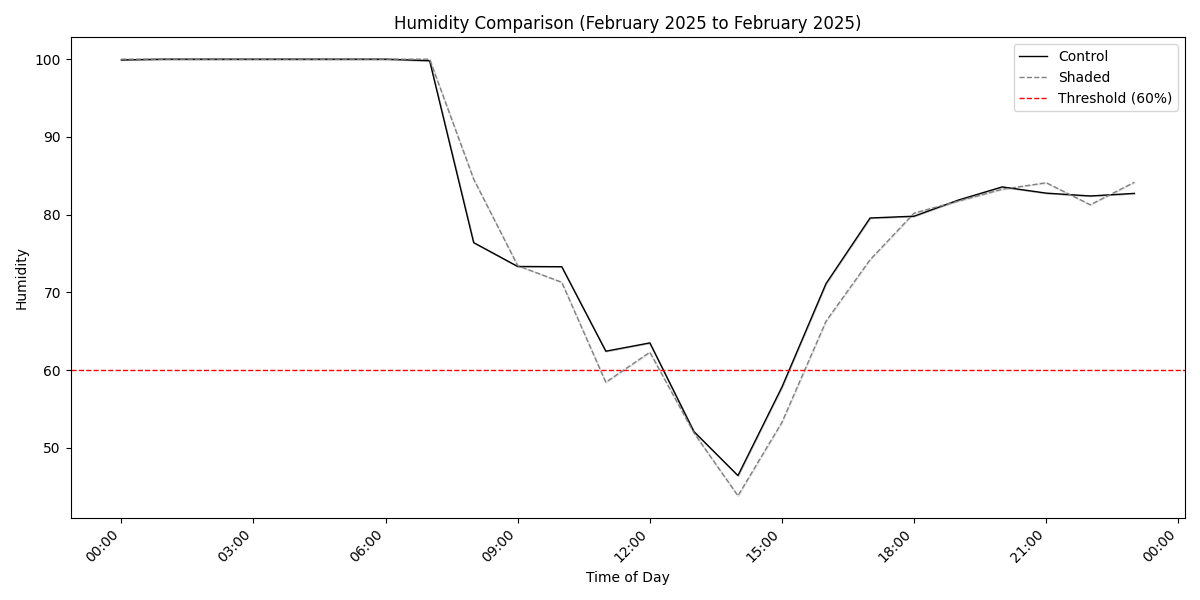 Humidity Comparison (February 2025 to February 2025)
Control
Shaded
Threshold (60%)
100
90
80
70
60
50
Humidity
00:00
03:00
06:00
09:00
12:00
15:00
18:00
21:00
00:00
Time of Day